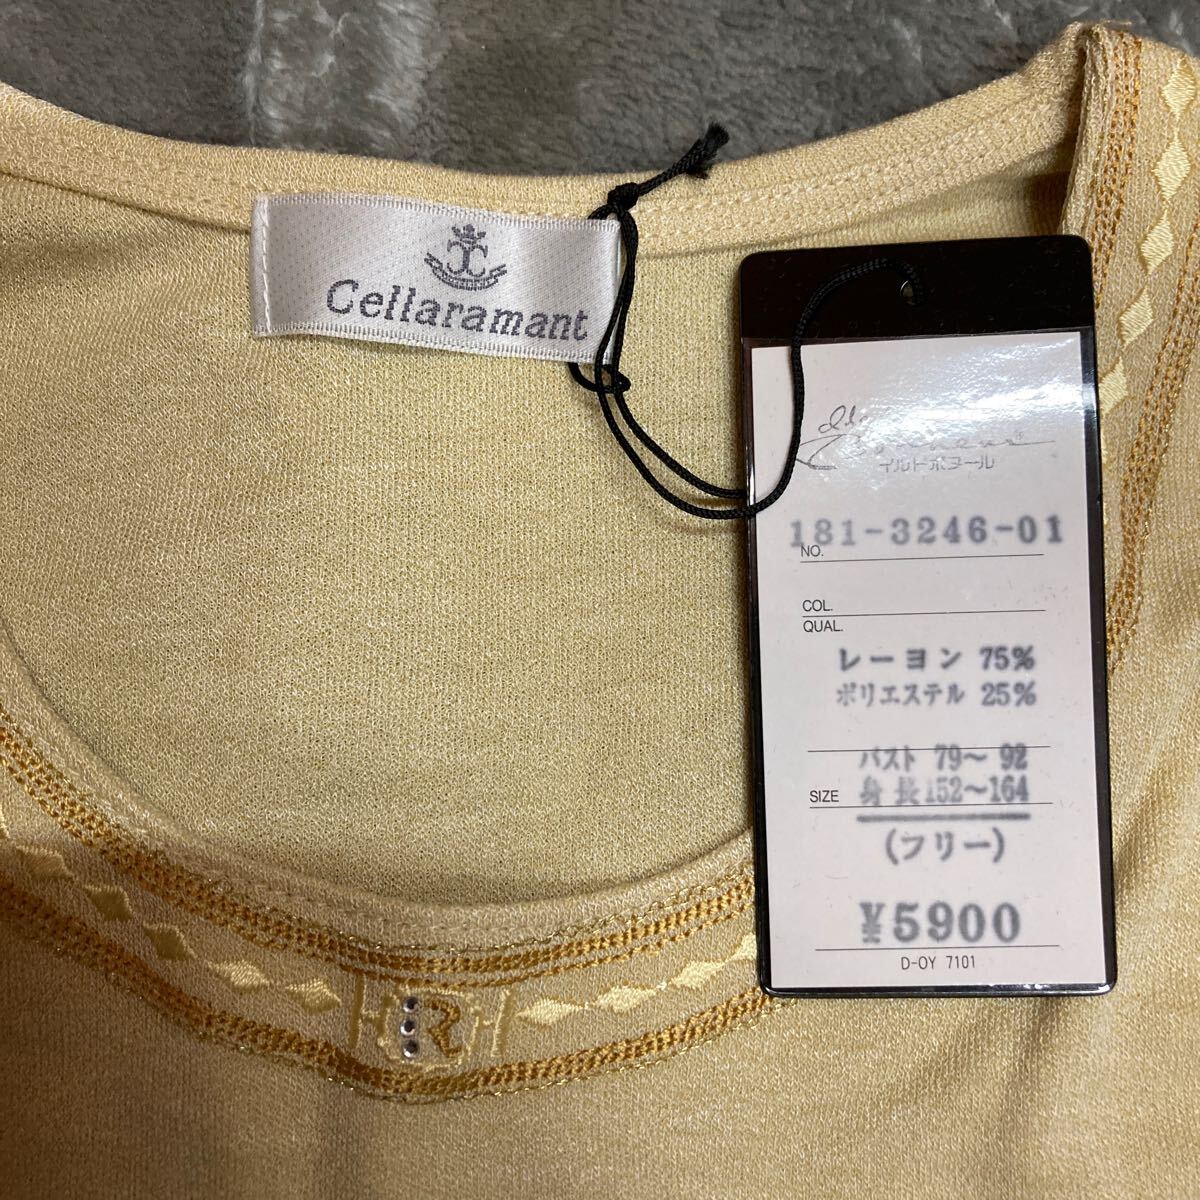 Cellaramant
イルドボヌール
181-3246-01
NO.
COL.
QUAL.
レーヨン 75%
ポリエステル 25%
バスト 79〜 92
SIZE 身長152〜164
(フリー)
¥5900
D-OY 7101
R